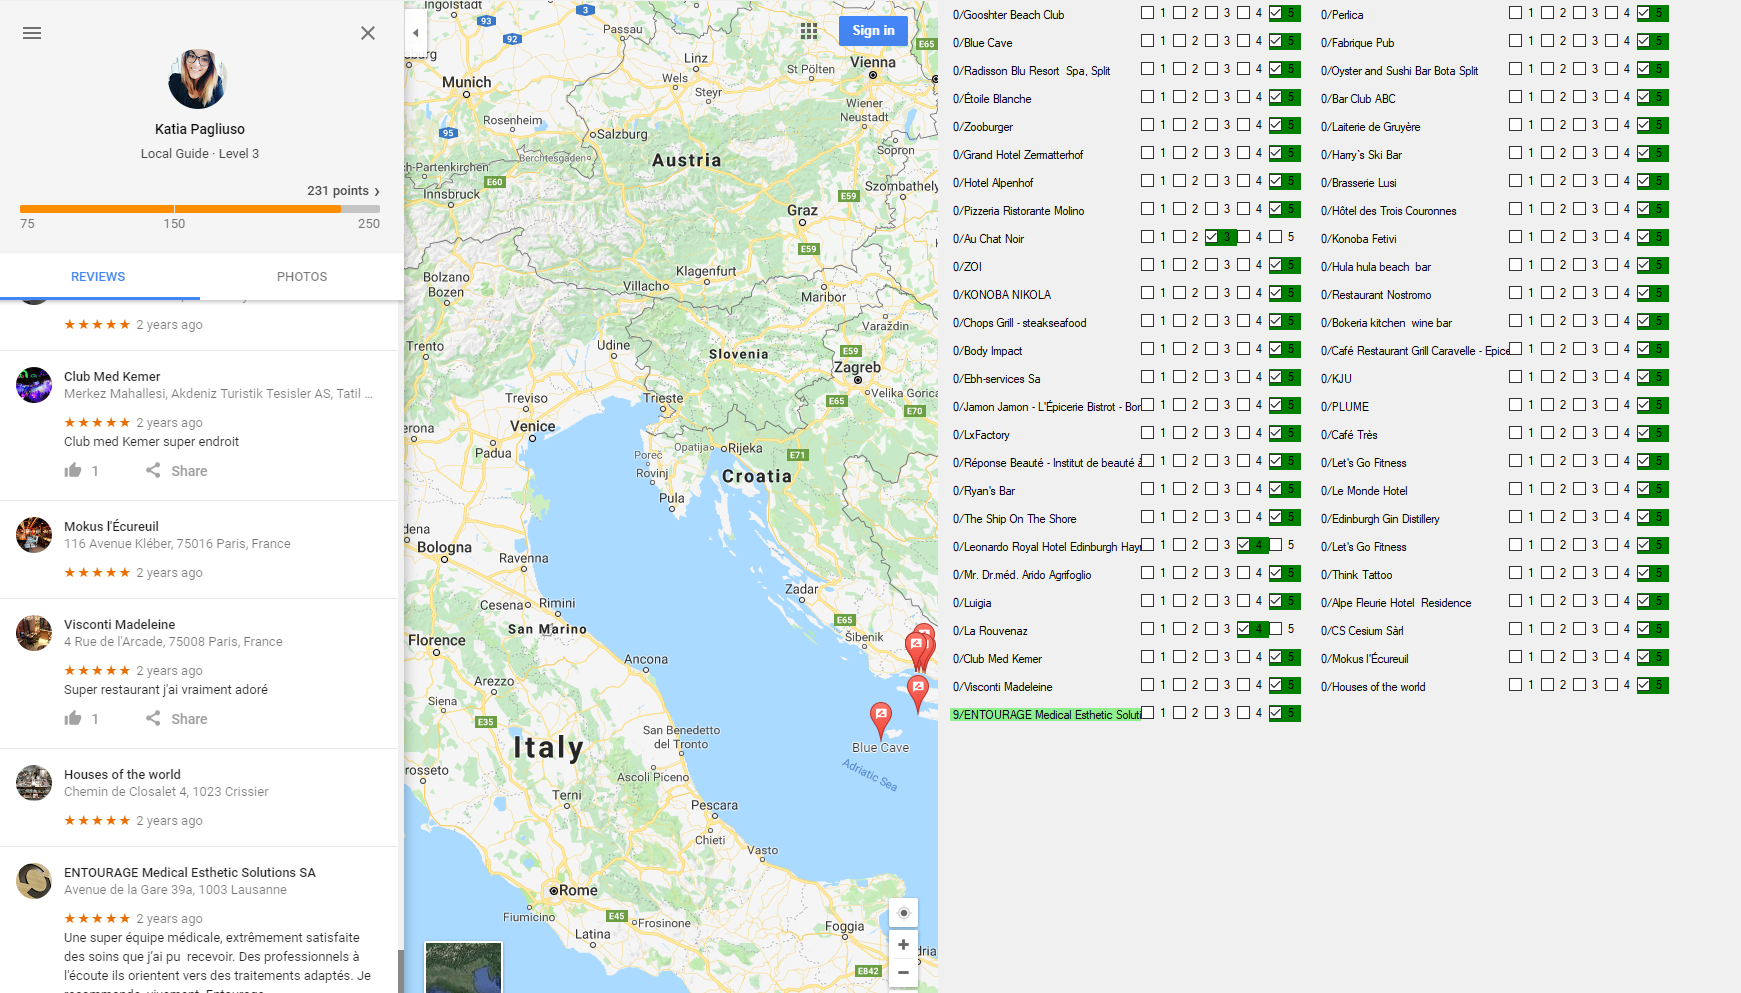 Katia Pagliuso
Local Guide · Level 3
231 points ›
75
150
250
REVIEWS
PHOTOS
★★★★★ 2 years ago
Club Med Kemer
Merkez Mahallesi, Akdeniz Turistik Tesisler AS, Tatil ...
★★★★★ 2 years ago
Club med Kemer super endroit
1
Share
Mokus l'Écureuil
116 Avenue Kléber, 75016 Paris, France
★★★★★ 2 years ago
Visconti Madeleine
4 Rue de l'Arcade, 75008 Paris, France
★★★★★ 2 years ago
Super restaurant j'ai vraiment adoré
1
Share
Houses of the world
Chemin de Closalet 4, 1023 Crissier
★★★★★ 2 years ago
ENTOURAGE Medical Esthetic Solutions SA
Avenue de la Gare 39a, 1003 Lausanne
★★★★★ 2 years ago
Une super équipe médicale, extrêmement satisfaite
des soins que j'ai pu recevoir. Des professionnels à
l'écoute ils orientent vers des traitements adaptés. Je
Sign in
Ingolstadt
93
3
92
Passau
Linz
Wels
St Pölten
Vienna
E65
Munich
Steyr
Wiener
Neustadt
Rosenheim
95
Salzburg
Berchtesgaden
Sopron
Austria
h-Partenkirchen
E60
Innsbruck
Szombathely
E59
Graz
E59
Klagenfurt
Bolzano
Bozen
Villacho
Maribor
Varaždin
Trento
Udine
Slovenia
E59
Zagreb
Velika Gorica
E65
E70
Treviso
Trieste
Venice
Padua
Opatija
Rijeka
Poreč
Rovinj
E71
Croatia
Pula
Bologna
Ravenna
Zadar
Cesena
Rimini
San Marino
E65
Šibenik
Florence
Ancona
Arezzo
Siena
E35
San Benedetto
del Tronto
Italy
Blue Cave
Adriatic Sea
Ascoli Piceno
Terni
Pescara
Chieti
Vasto
Rome
Fiumicino
E45
Frosinone
Latina
Foggia
E842
0/Gooshter Beach Club 1 2 3 4 5 0/Perlica 1 2 3 4 5
0/Blue Cave 1 2 3 4 5 0/Fabrique Pub 1 2 3 4 5
0/Radisson Blu Resort Spa, Split 1 2 3 4 5 0/Oyster and Sushi Bar Bota Split 1 2 3 4 5
0/Étoile Blanche 1 2 3 4 5 0/Bar Club ABC 1 2 3 4 5
0/Zooburger 1 2 3 4 5 0/Laiterie de Gruyère 1 2 3 4 5
0/Grand Hotel Zermatterhof 1 2 3 4 5 0/Harry's Ski Bar 1 2 3 4 5
0/Hotel Alpenhof 1 2 3 4 5 0/Brasserie Lusi 1 2 3 4 5
0/Pizzeria Ristorante Molino 1 2 3 4 5 0/Hôtel des Trois Couronnes 1 2 3 4 5
0/Au Chat Noir 1 2 3 4 5 0/Konoba Fetivi 1 2 3 4 5
0/ZOI 1 2 3 4 5 0/Hula hula beach bar 1 2 3 4 5
0/KONOBA NIKOLA 1 2 3 4 5 0/Restaurant Nostromo 1 2 3 4 5
0/Chops Grill - steakseafood 1 2 3 4 5 0/Bokeria kitchen wine bar 1 2 3 4 5
0/Body Impact 1 2 3 4 5 0/Café Restaurant Grill Caravelle - Epice 1 2 3 4 5
0/Ebh-services Sa 1 2 3 4 5 0/KJU 1 2 3 4 5
0/Jamon Jamon - L'Épicerie Bistrot - Bor 1 2 3 4 5 0/PLUME 1 2 3 4 5
0/LxFactory 1 2 3 4 5 0/Café Très 1 2 3 4 5
0/Réponse Beauté - Institut de beauté à 1 2 3 4 5 0/Let's Go Fitness 1 2 3 4 5
0/Ryan's Bar 1 2 3 4 5 0/Le Monde Hotel 1 2 3 4 5
0/The Ship On The Shore 1 2 3 4 5 0/Edinburgh Gin Distillery 1 2 3 4 5
0/Leonardo Royal Hotel Edinburgh Hayr 1 2 3 4 5 0/Let's Go Fitness 1 2 3 4 5
0/Mr. Dr.méd. Arido Agrifoglio 1 2 3 4 5 0/Think Tattoo 1 2 3 4 5
0/Luigia 1 2 3 4 5 0/Alpe Fleurie Hotel Residence 1 2 3 4 5
0/La Rouvenaz 1 2 3 4 5 0/CS Cesium Sàrl 1 2 3 4 5
0/Club Med Kemer 1 2 3 4 5 0/Mokus l'Écureuil 1 2 3 4 5
0/Visconti Madeleine 1 2 3 4 5 0/Houses of the world 1 2 3 4 5
9/ENTOURAGE Medical Esthetic Soluti 1 2 3 4 5